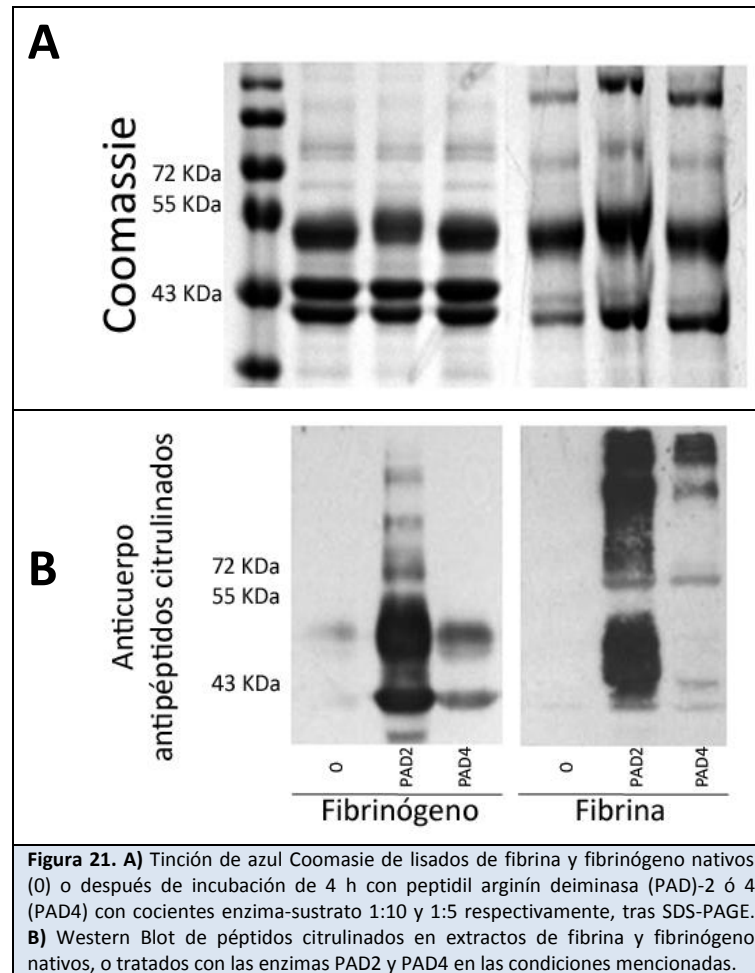 A
Coomassie
72 KDa
55 KDa
43 KDa
B
Anticuerpo
antipéptidos citrulinados
72 KDa
55 KDa
43 KDa
0
PAD2
PAD4
0
PAD2
PAD4
Fibrinógeno
Fibrina
Figura 21. A) Tinción de azul Coomasie de lisados de fibrina y fibrinógeno nativos
(0) o después de incubación de 4 h con peptidil arginín deiminasa (PAD)-2 ó 4
(PAD4) con cocientes enzima-sustrato 1:10 y 1:5 respectivamente, tras SDS-PAGE.
B) Western Blot de péptidos citrulinados en extractos de fibrina y fibrinógeno
nativos, o tratados con las enzimas PAD2 y PAD4 en las condiciones mencionadas.